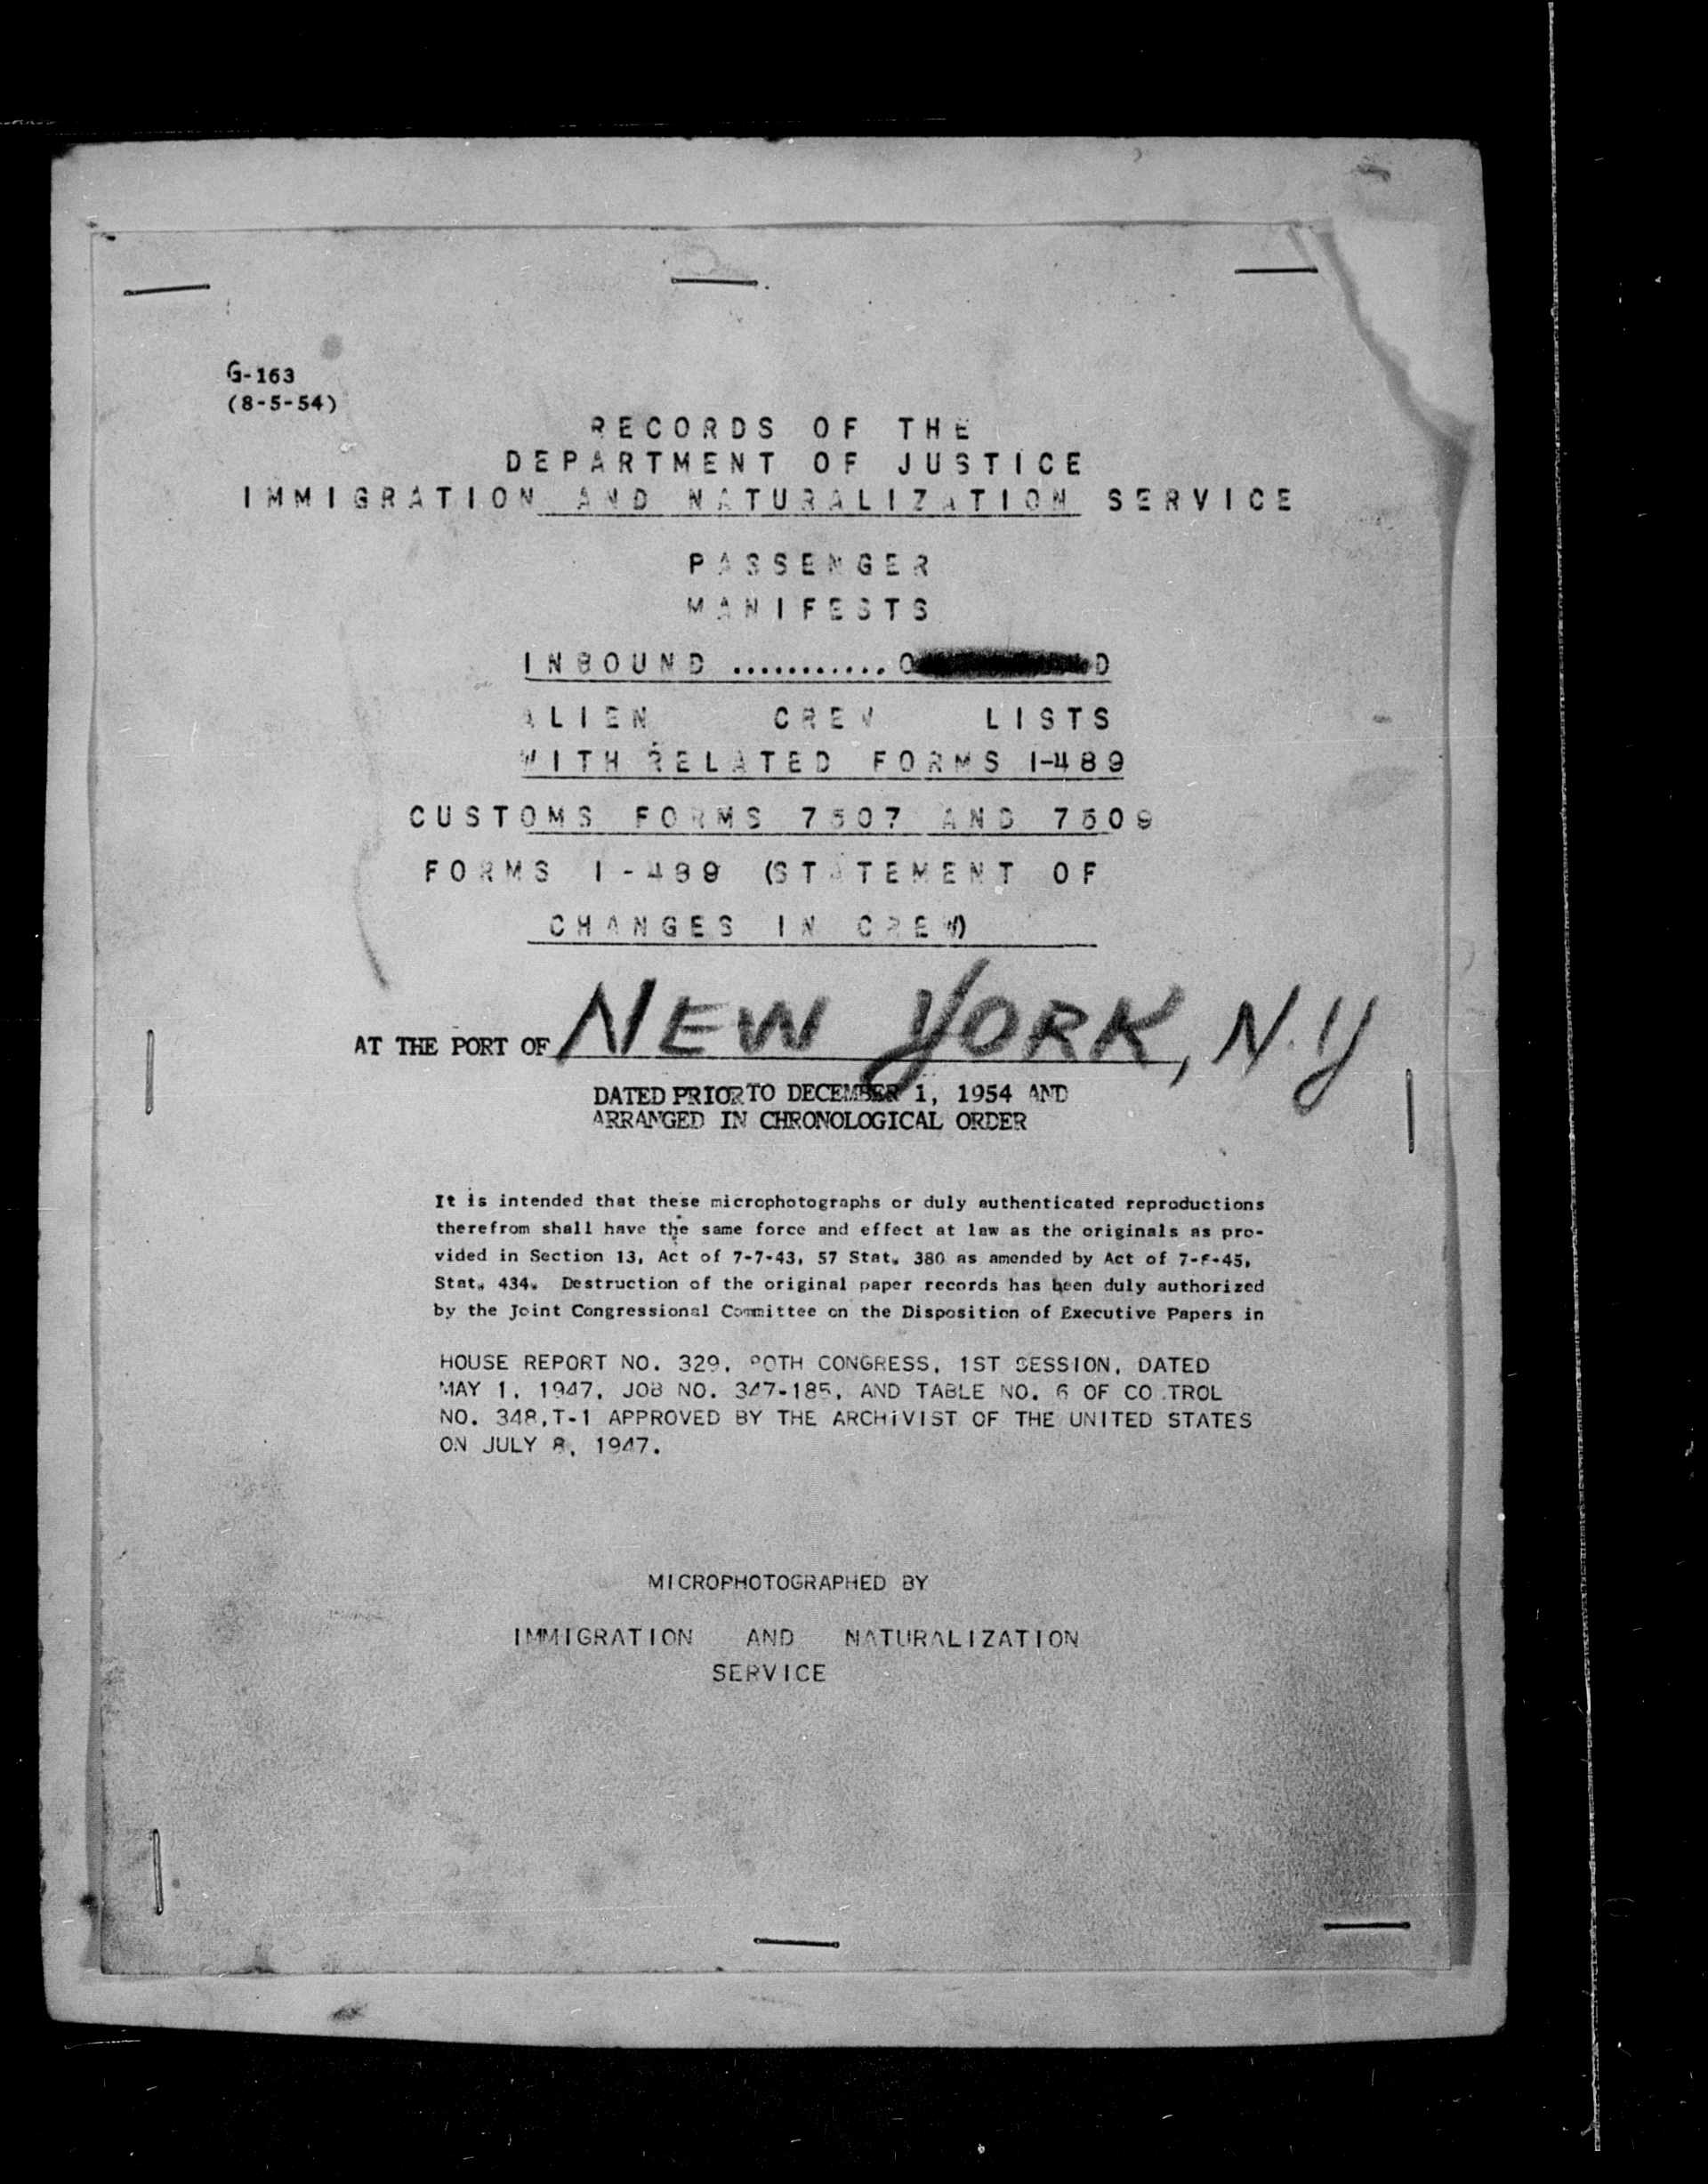 G-163
(8-5-54)
RECORDS OF THE
DEPARTMENT OF JUSTICE
IMMIGRATION AND NATURALIZATION SERVICE
PASSENGER
MANIFESTS
INBOUND ...........O D
ALIEN CREW LISTS
WITH RELATED FORMS I-489
CUSTOMS FORMS 7507 AND 7509
FORMS I-489 (STATEMENT OF
CHANGES IN CREW)
AT THE PORT OF NEW YORK, N.Y
DATED PRIOR TO DECEMBER 1, 1954 AND
ARRANGED IN CHRONOLOGICAL ORDER
It is intended that these microphotographs or duly authenticated reproductions
therefrom shall have the same force and effect at law as the originals as pro-
vided in Section 13, Act of 7-7-43, 57 Stat. 380 as amended by Act of
Stat. 434. Destruction of the original paper records has been duly authorized
by the Joint Congressional Committee on the Disposition of Executive Papers in
HOUSE REPORT NO. 329, 80TH CONGRESS, 1ST SESSION, DATED
MAY 1, 1947, JOB NO. 347-185, AND TABLE NO. 6 OF CO TROL
NO. 348,T-1 APPROVED BY THE ARCHIVIST OF THE UNITED STATES
ON JULY 8, 1947.
MICROPHOTOGRAPHED BY
IMMIGRATION AND NATURALIZATION
SERVICE